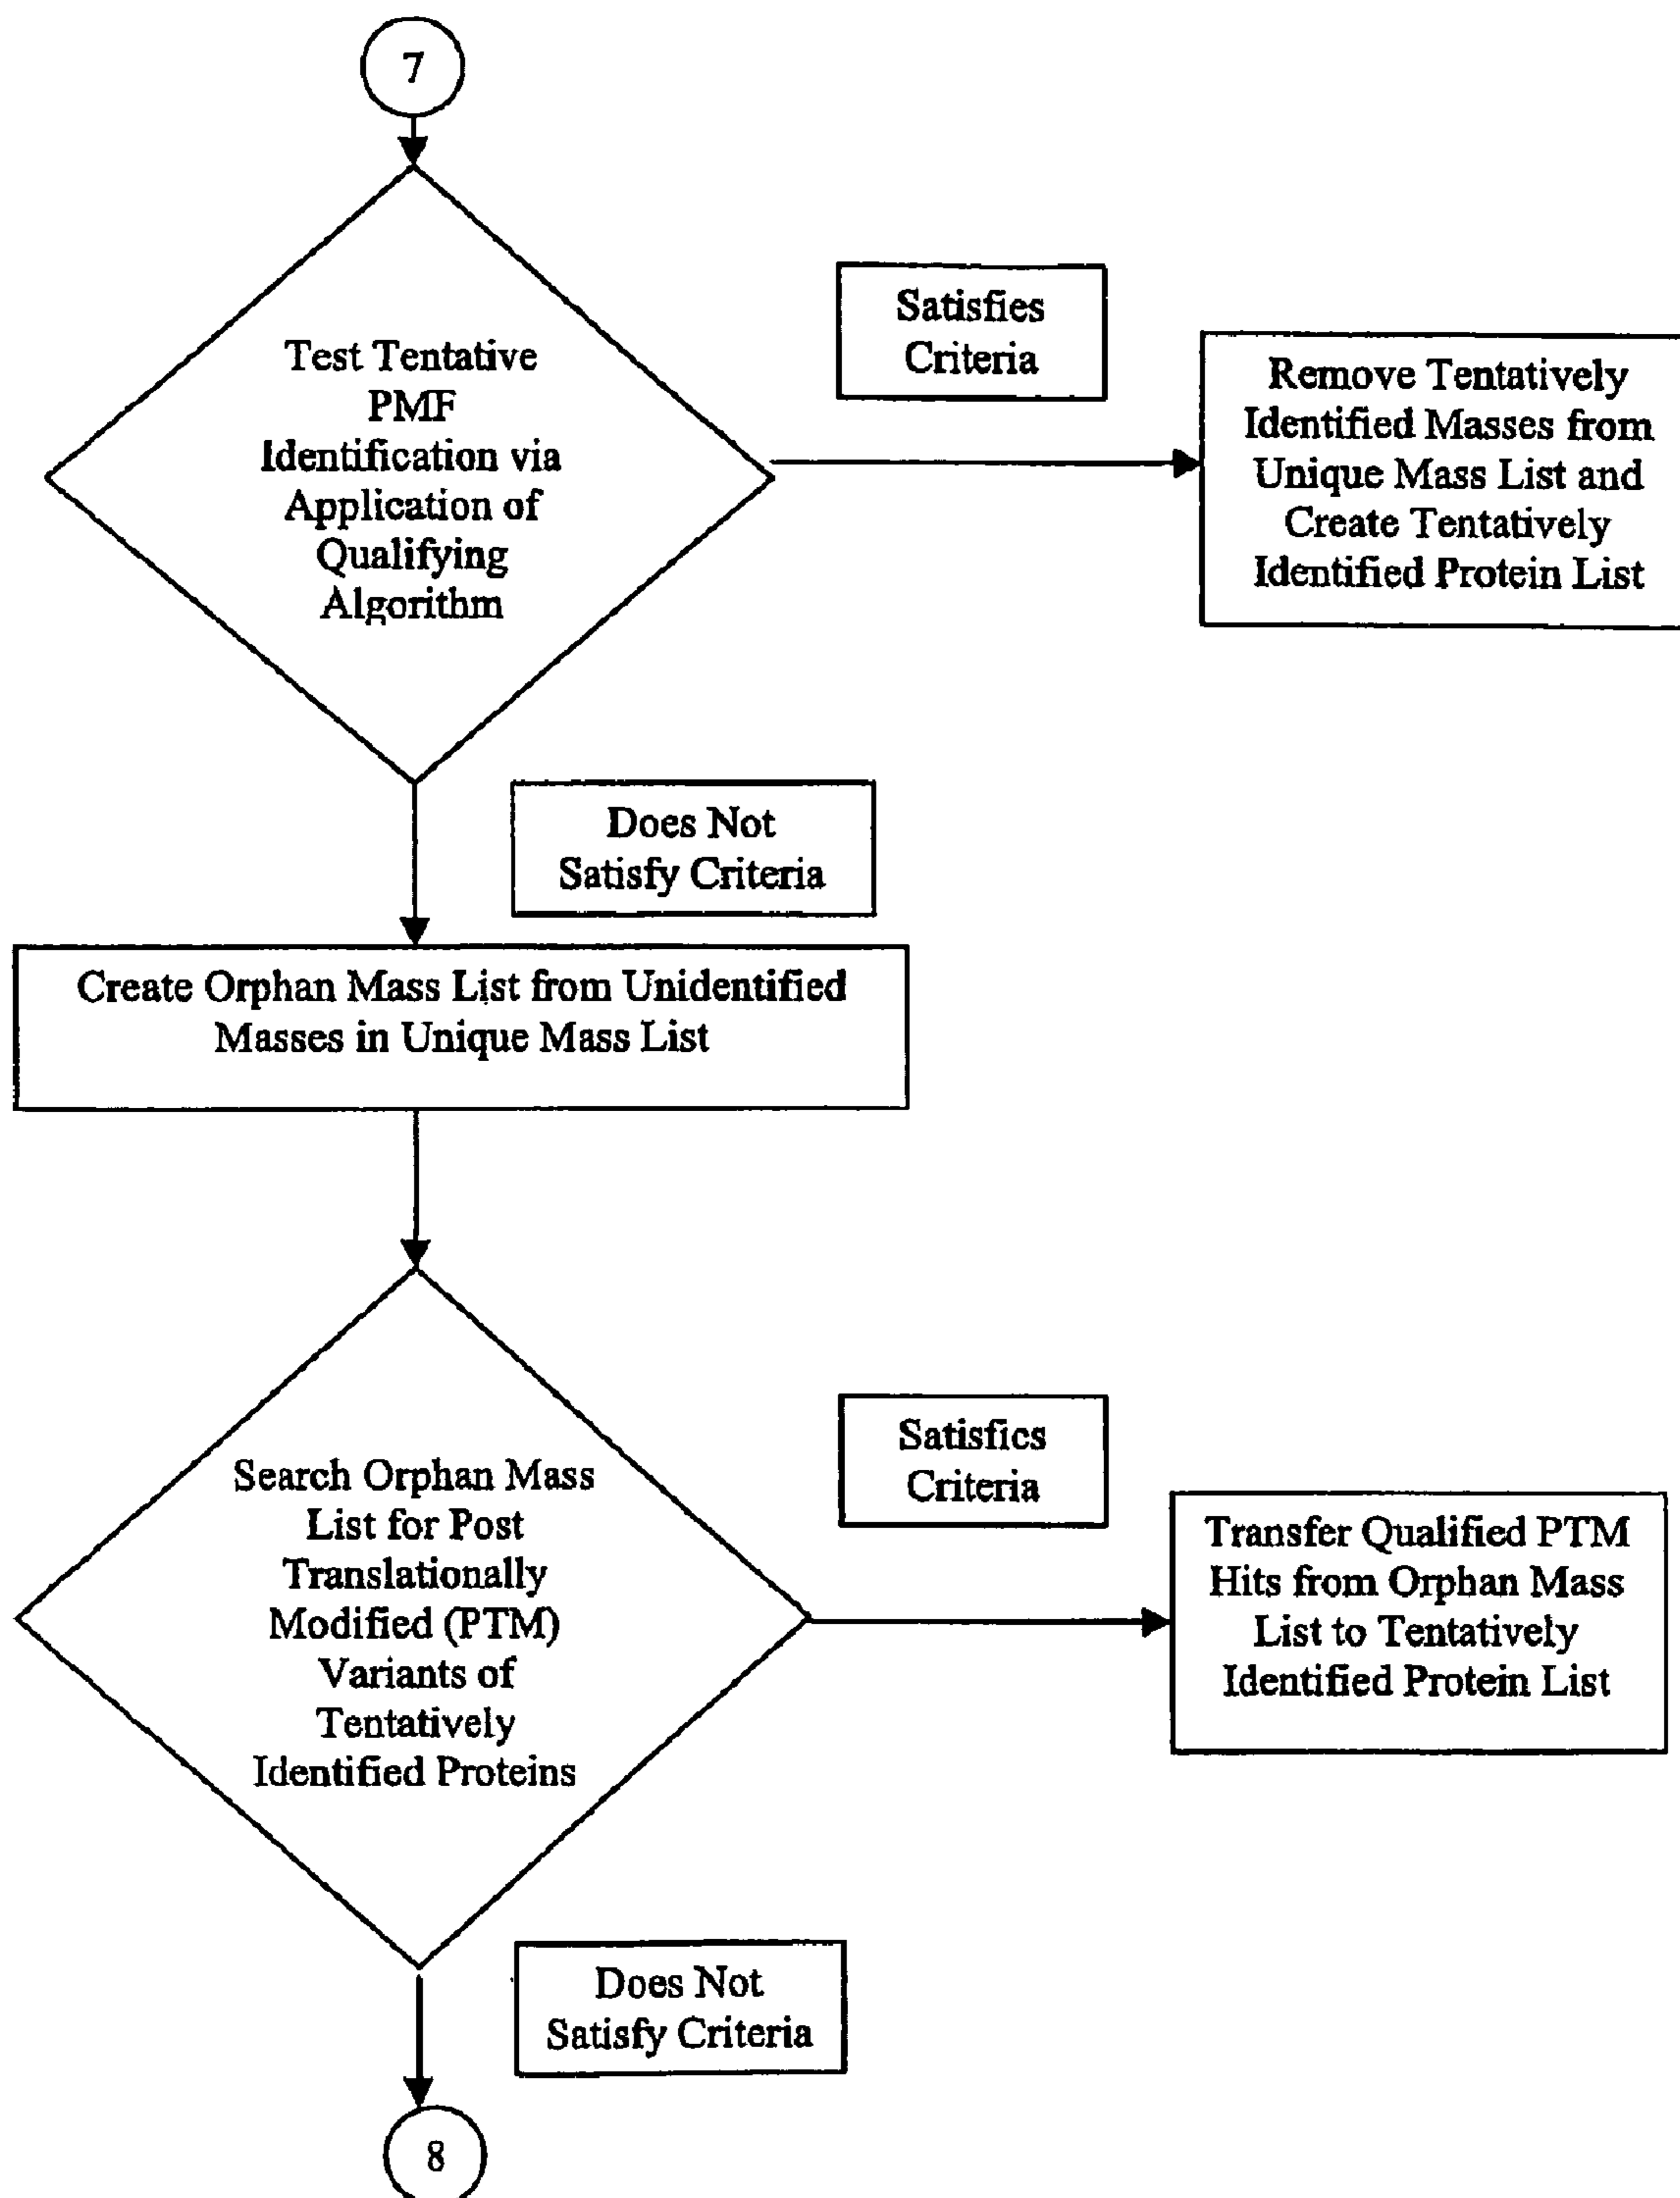 7
Test Tentative
PMF
Identification via
Application of
Qualifying
Algorithm
Satisfies
Criteria
Remove Tentatively
Identified Masses from
Unique Mass List and
Create Tentatively
Identified Protein List
Does Not
Satisfy Criteria
Create Orphan Mass List from Unidentified
Masses in Unique Mass List
Search Orphan Mass
List for Post
Translationally
Modified (PTM)
Variants of
Tentatively
Identified Proteins
Satisfies
Criteria
Transfer Qualified PTM
Hits from Orphan Mass
List to Tentatively
Identified Protein List
Does Not
Satisfy Criteria
8